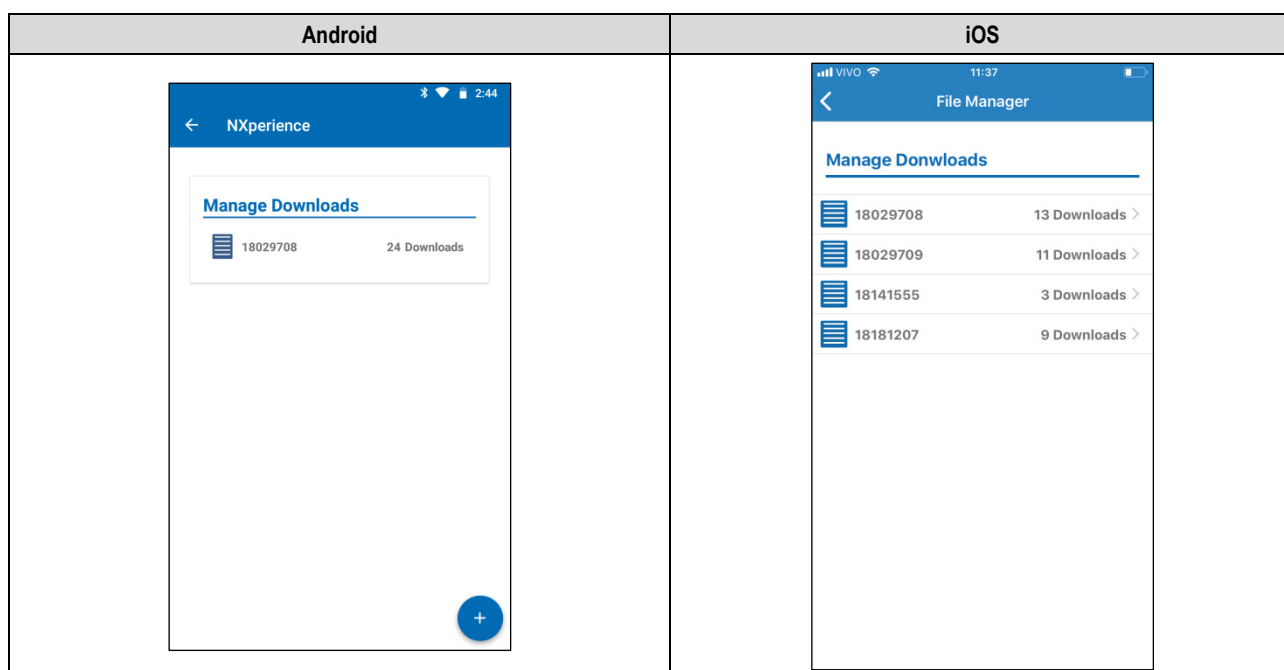 Android
iOS
2:44
NXperience
Manage Downloads
18029708 24 Downloads
VIVO 11:37
File Manager
Manage Donwloads
18029708 13 Downloads
18029709 11 Downloads
18141555 3 Downloads
18181207 9 Downloads